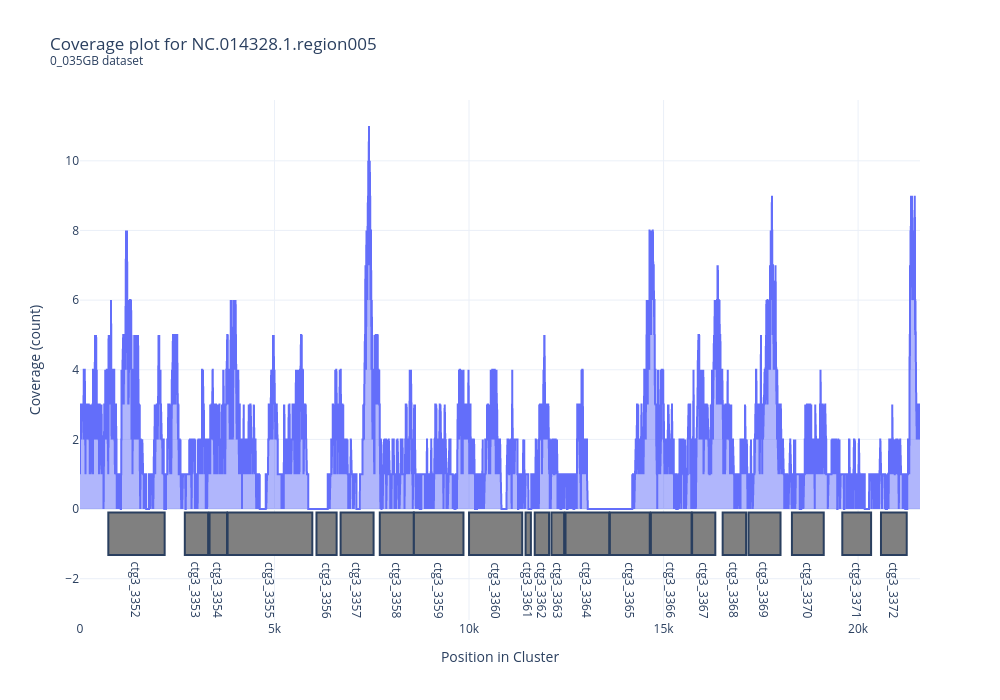 Coverage plot for NC.014328.1.region005
0_035GB dataset
10
8
6
4
2
0
−2
Coverage (count)
ctg3_3352
ctg3_3353
ctg3_3354
ctg3_3355
ctg3_3356
ctg3_3357
ctg3_3358
ctg3_3359
ctg3_3360
ctg3_3361
ctg3_3362
ctg3_3363
ctg3_3364
ctg3_3365
ctg3_3366
ctg3_3367
ctg3_3368
ctg3_3369
ctg3_3370
ctg3_3371
ctg3_3372
0 5k 10k 15k 20k
Position in Cluster